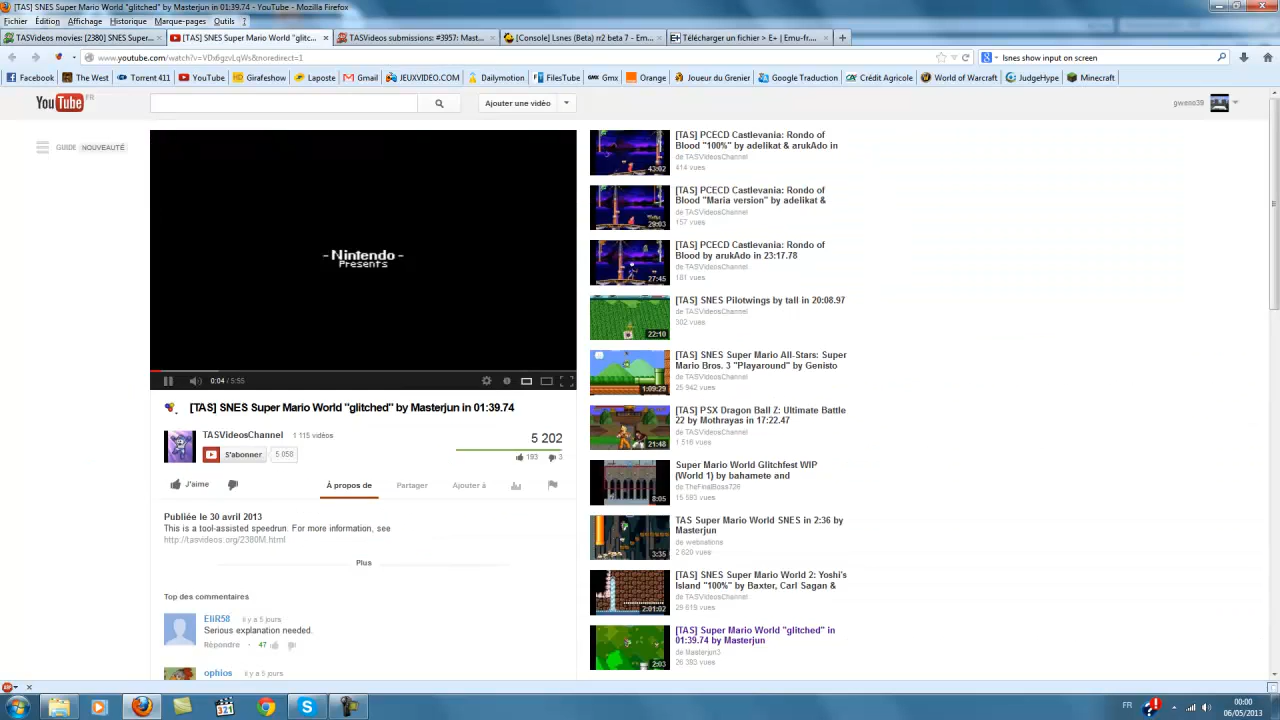 [TAS] SNES Super Mario World "glitched" by Masterjun in 01:39.74 - YouTube - Mozilla Firefox
Fichier Édition Affichage Historique Marque-pages Outils ?
TASVideos movies: [2380] SNES Super... [TAS] SNES Super Mario World "glitc... TASVideos submissions: #3957: Mast... [Console] Lsnes (Beta) rr2 beta 7 - Em... Télécharger un fichier > E+ | Emu-fr....
www.youtube.com/watch?v=VDx6gzvLqWs&noredirect=1
lsnes show input on screen
Facebook The West Torrent 411 YouTube Girafeshow Laposte Gmail JEUXVIDEO.COM Dailymotion FilesTube Gmx Orange Joueur du Grenier Google Traduction Crédit Agricole World of Warcraft JudgeHype Minecraft
YouTube FR
Ajouter une vidéo
gweno39
GUIDE NOUVEAUTÉ
- Nintendo -
Presents
0:04 / 5:55
[TAS] SNES Super Mario World "glitched" by Masterjun in 01:39.74
TASVideosChannel 1 115 vidéos
S'abonner 5 058
5 202
193 3
J'aime
À propos de Partager Ajouter à
Publiée le 30 avril 2013
This is a tool-assisted speedrun. For more information, see
http://tasvideos.org/2380M.html
Plus
Top des commentaires
EliR58 il y a 5 jours
Serious explanation needed.
Répondre · 47
ophios il y a 5 jours
[TAS] PCECD Castlevania: Rondo of
Blood "100%" by adelikat & arukAdo in
de TASVideosChannel
414 vues
43:02
[TAS] PCECD Castlevania: Rondo of
Blood "Maria version" by adelikat &
de TASVideosChannel
157 vues
29:03
[TAS] PCECD Castlevania: Rondo of
Blood by arukAdo in 23:17.78
de TASVideosChannel
181 vues
27:45
[TAS] SNES Pilotwings by tall in 20:08.97
de TASVideosChannel
302 vues
22:10
[TAS] SNES Super Mario All-Stars: Super
Mario Bros. 3 "Playaround" by Genisto
de TASVideosChannel
25 942 vues
1:09:29
[TAS] PSX Dragon Ball Z: Ultimate Battle
22 by Mothrayas in 17:22.47
de TASVideosChannel
1 516 vues
21:48
Super Mario World Glitchfest WIP
(World 1) by bahamete and
de TheFinalBoss726
15 593 vues
8:05
TAS Super Mario World SNES in 2:36 by
Masterjun
de webnations
2 620 vues
3:35
[TAS] SNES Super Mario World 2: Yoshi's
Island "100%" by Baxter, Carl Sagan &
de TASVideosChannel
29 619 vues
2:01:02
[TAS] Super Mario World "glitched" in
01:39.74 by Masterjun
de Masterjun3
26 393 vues
2:03
FR
00:00
06/05/2013